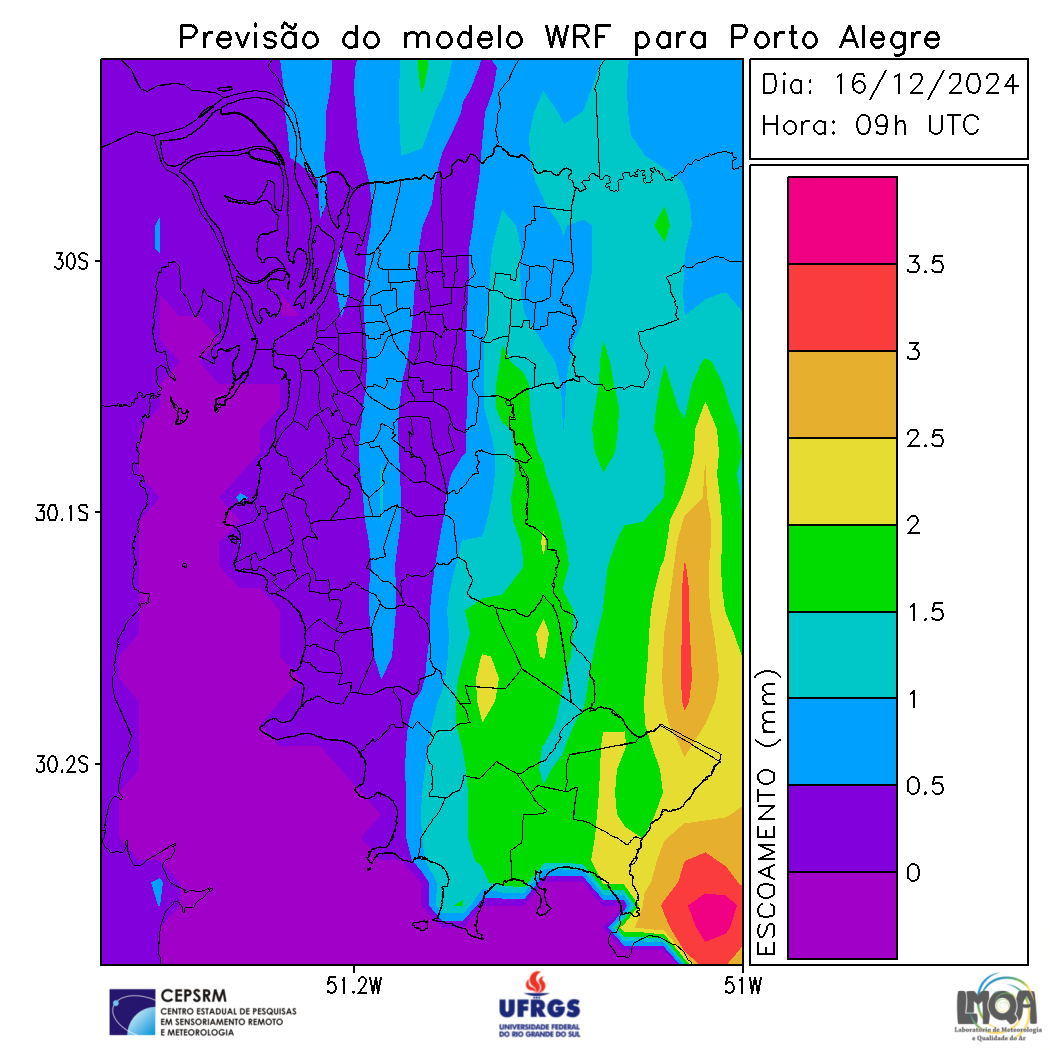 Previsão do modelo WRF para Porto Alegre
Dia: 16/12/2024
Hora: 09h UTC
30S
30.1S
30.2S
51.2W
51W
ESCOAMENTO (mm)
3.5
3
2.5
2
1.5
1
0.5
0
CEPSRM
CENTRO ESTADUAL DE PESQUISAS
EM SENSORIAMENTO REMOTO
E METEOROLOGIA
UFRGS
UNIVERSIDADE FEDERAL
DO RIO GRANDE DO SUL
LMQA
Laboratório de Meteorologia
e Qualidade do Ar